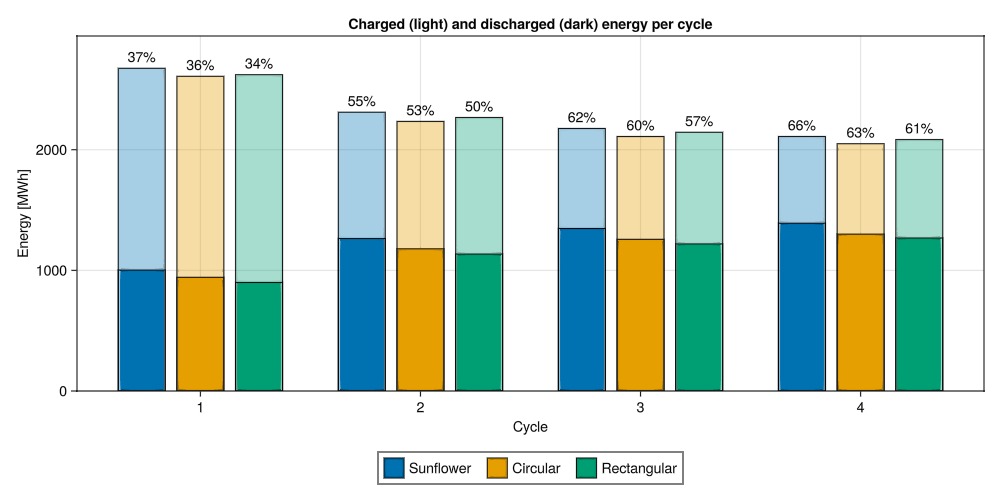 Charged (light) and discharged (dark) energy per cycle
37% 36% 34%
55% 53% 50%
62% 60% 57%
66% 63% 61%
2000
1000
0
Energy [MWh]
1 2 3 4
Cycle
Sunflower Circular Rectangular